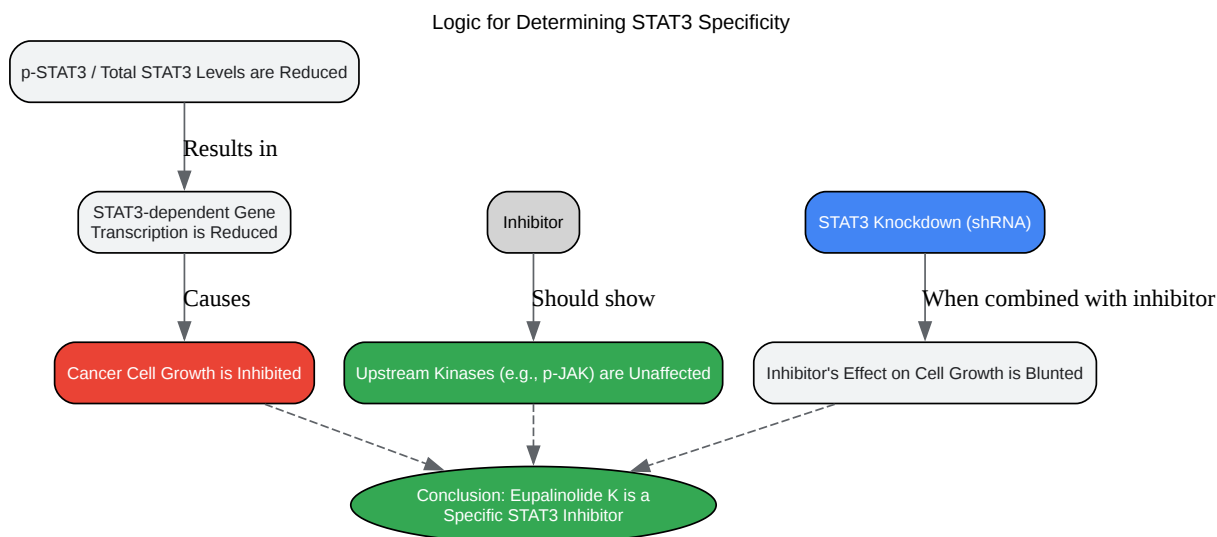 Logic for Determining STAT3 Specificity
p-STAT3 / Total STAT3 Levels are Reduced
Results in
STAT3-dependent Gene
Transcription is Reduced
Inhibitor
STAT3 Knockdown (shRNA)
Causes
Should show
When combined with inhibitor
Cancer Cell Growth is Inhibited
Upstream Kinases (e.g., p-JAK) are Unaffected
Inhibitor's Effect on Cell Growth is Blunted
Conclusion: Eupalinolide K is a
Specific STAT3 Inhibitor